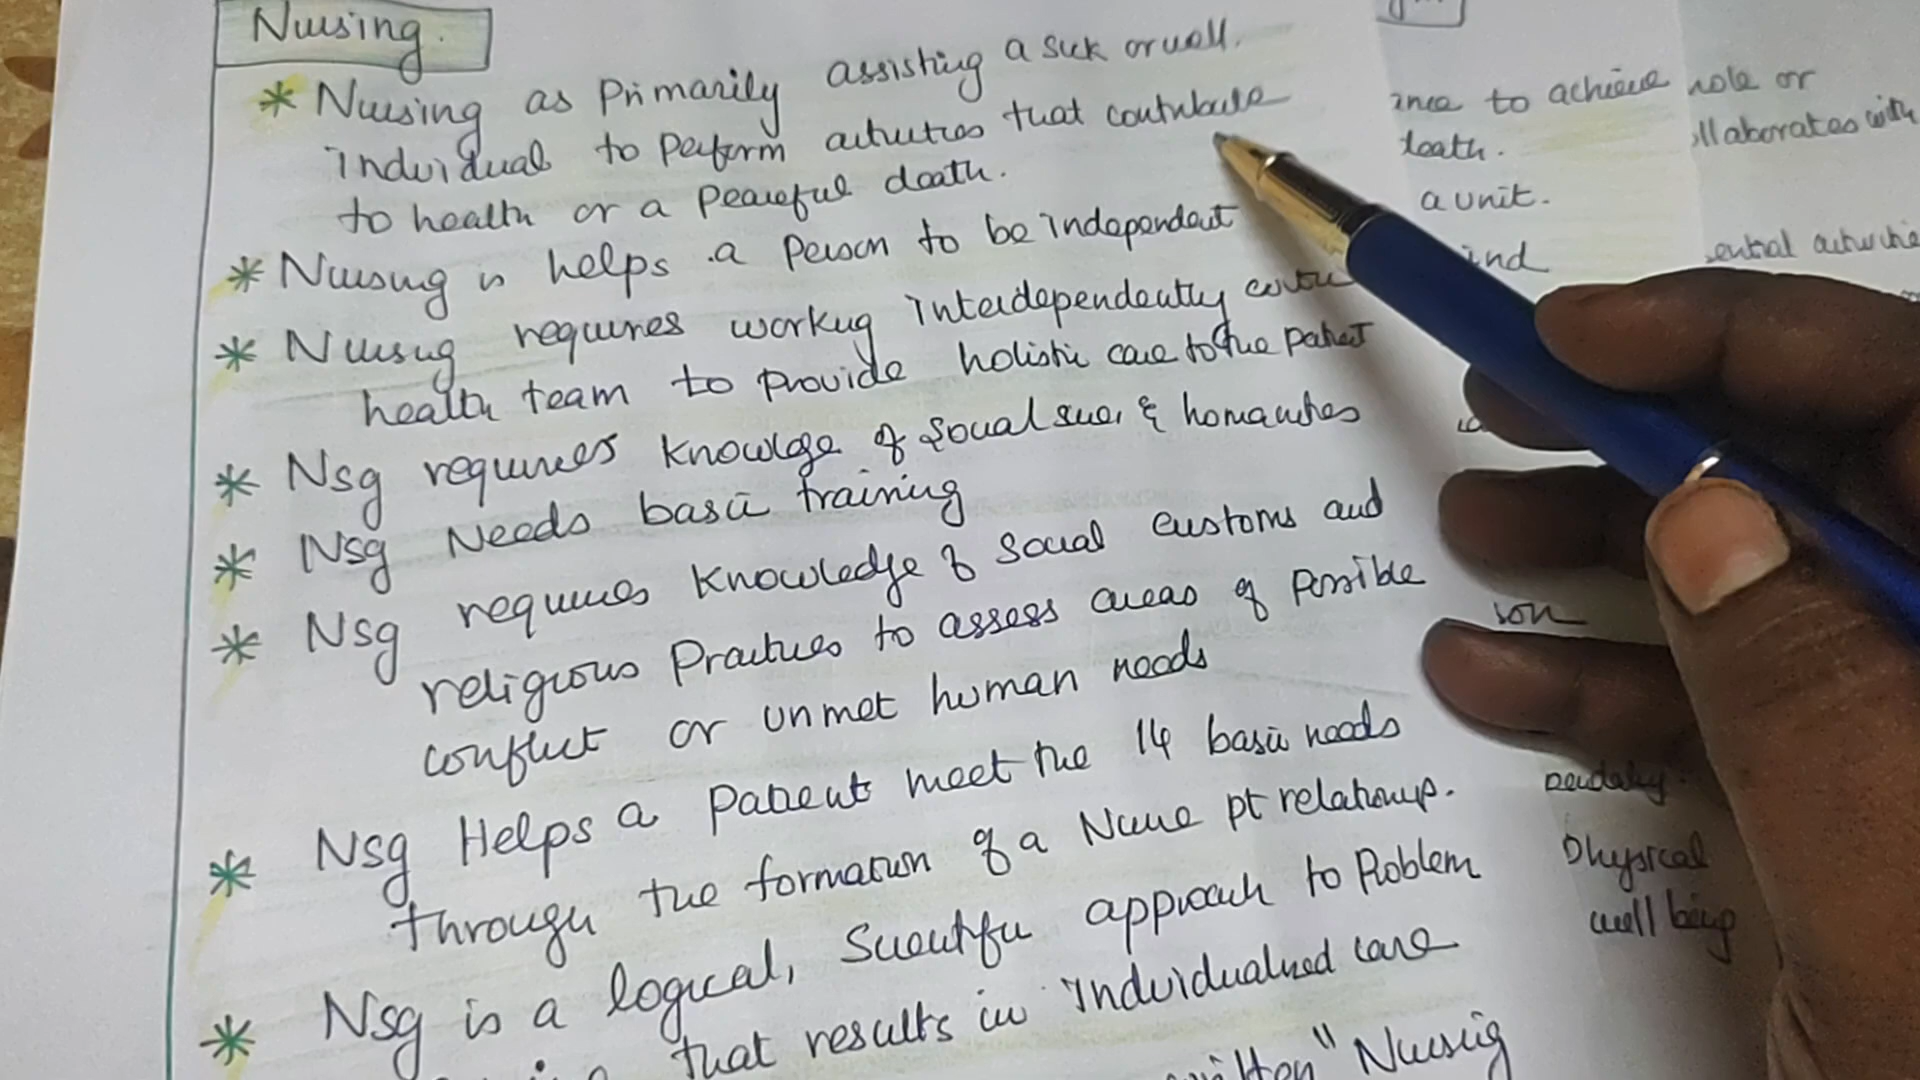 Nursing.
* Nursing as Primarily assisting a sick or well.
individual to perform activities that contribute
to health or a Peaceful death.
* Nursing is helps a Person to be independent
* Nursing requires working interdependently
health team to provide holistic care to the patient
* Nsg requires knowlge of social & homanities
* Nsg Needs basic training
* Nsg requires Knowledge of social customs and
religious Practices to assess areas of possible
conflict or unmet human needs
* Nsg Helps a Patient meet the 14 basic needs
through the formation of a Nurse pt relationship.
* Nsg is a logical, Scientific approach to Problem
that results in individualized care
"Nursing
to achieve
death.
a unit.
Physical
well being
role or
with